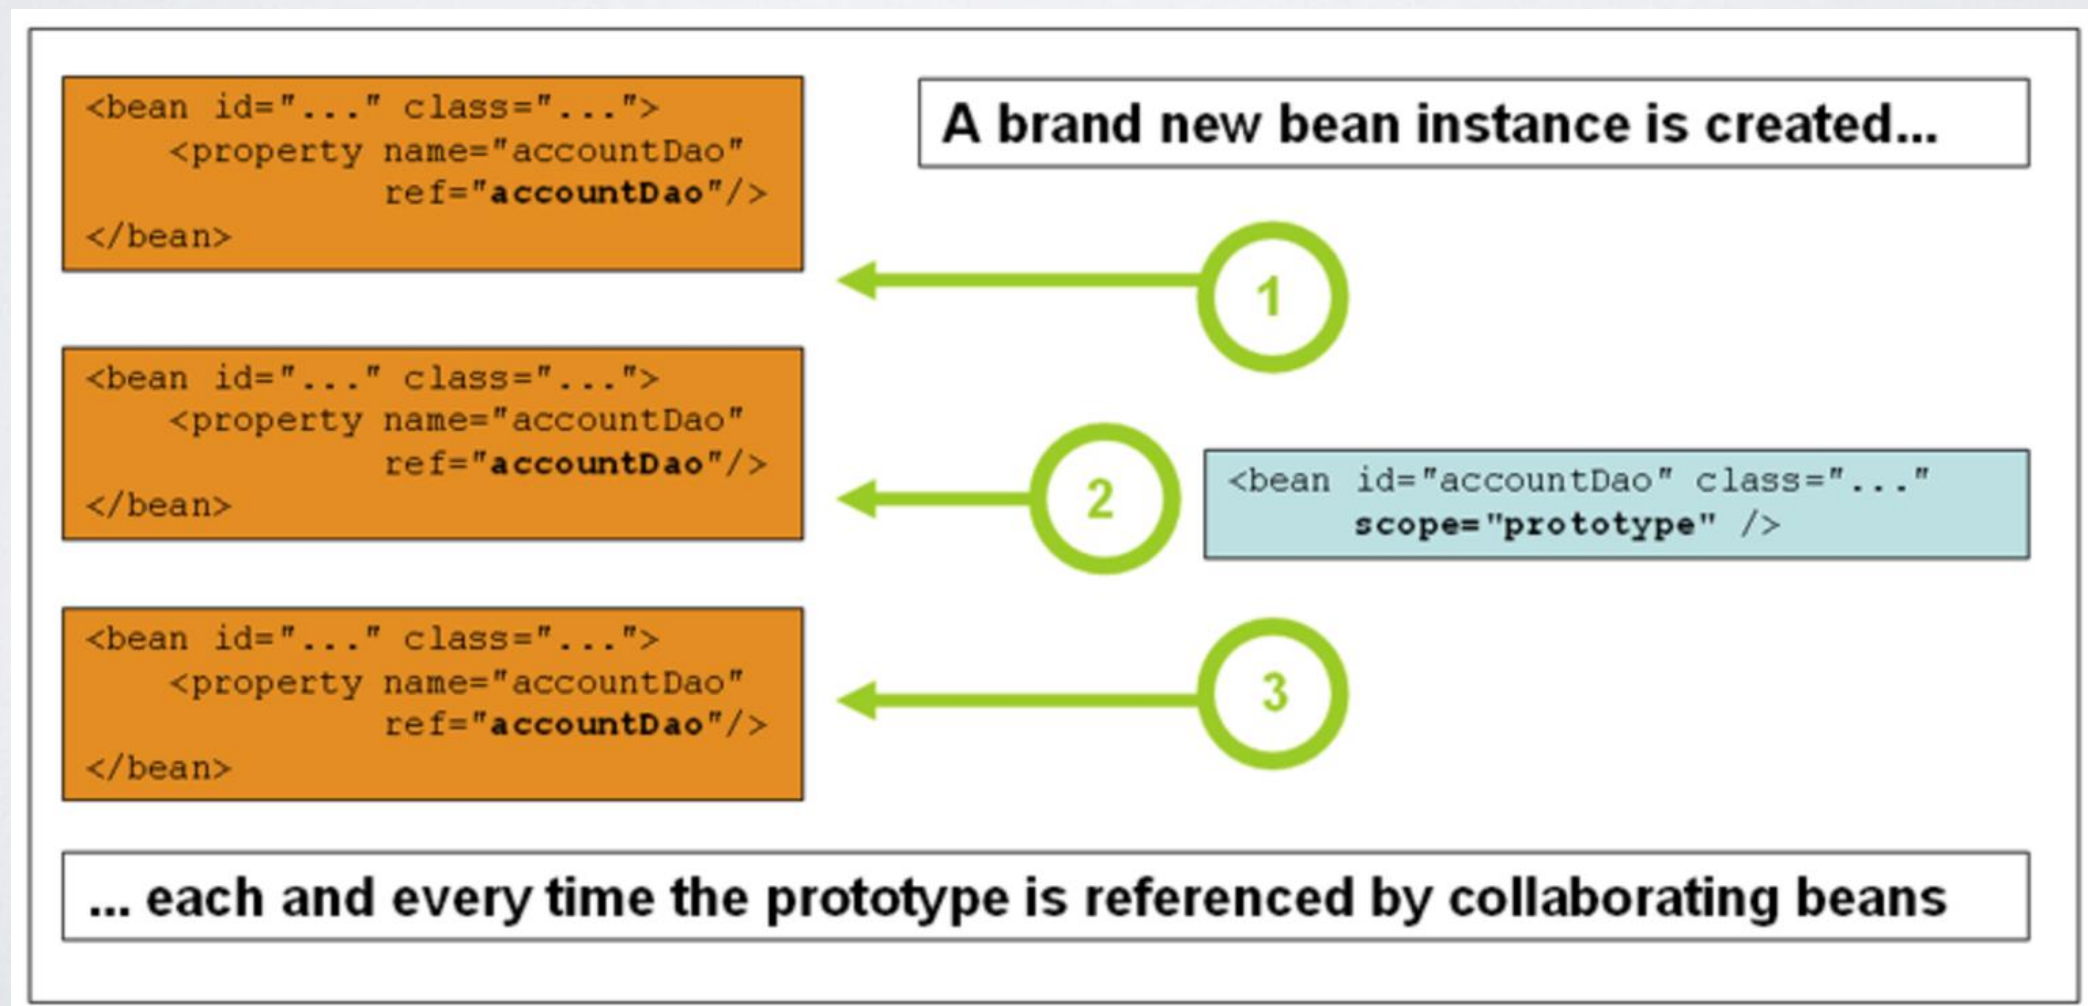 <bean id="..." class="...">
<property name="accountDao"
ref="accountDao"/>
</bean>
A brand new bean instance is created...
1
<bean id="..." class="...">
<property name="accountDao"
ref="accountDao"/>
</bean>
2
<bean id="accountDao" class="..."
scope="prototype" />
<bean id="..." class="...">
<property name="accountDao"
ref="accountDao"/>
</bean>
3
... each and every time the prototype is referenced by collaborating beans